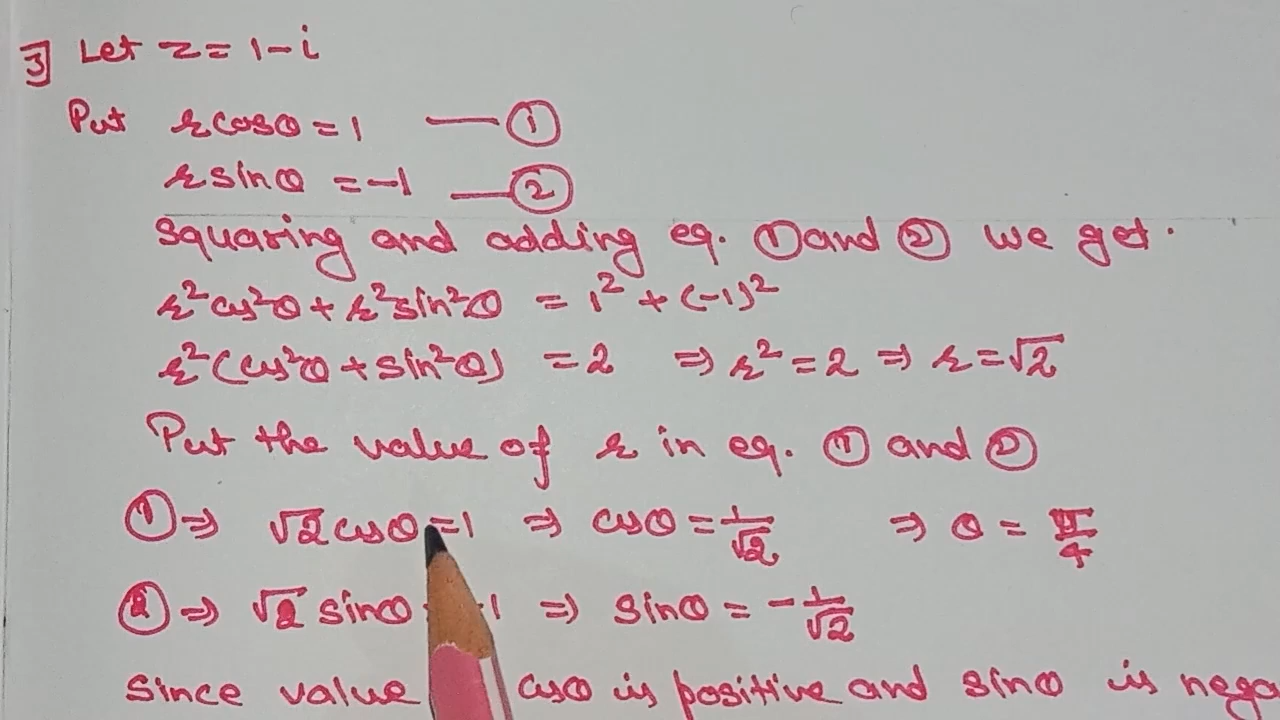 3] Let z = 1-i
Put rcosθ = 1 — ①
rsinθ = -1 — ②
squaring and adding eq. ① and ② we get.
r²cos²θ + r²sin²θ = 1² + (-1)²
r²(cos²θ + sin²θ) = 2 ⇒ r² = 2 ⇒ r = √2
Put the value of r in eq. ① and ②
① ⇒ √2 cosθ = 1 ⇒ cosθ = 1/√2 ⇒ θ = π/4
② ⇒ √2 sinθ -1 ⇒ sinθ = -1/√2
Since value cosθ is positive and sinθ is nega